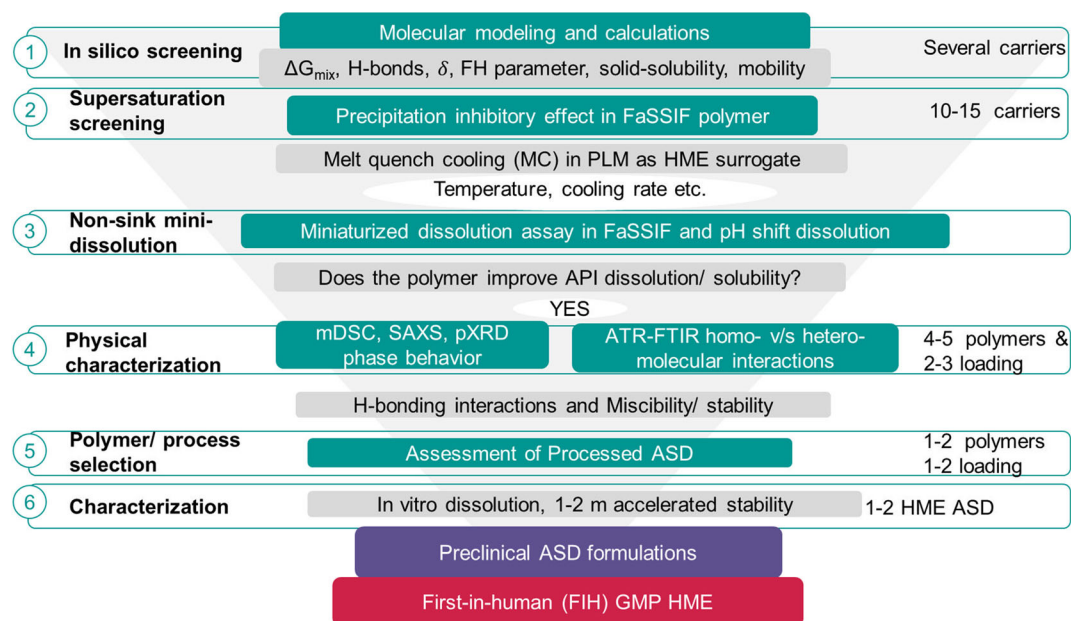 1
In silico screening
Molecular modeling and calculations
Several carriers
ΔGmix, H-bonds, δ, FH parameter, solid-solubility, mobility
2
Supersaturation
screening
Precipitation inhibitory effect in FaSSIF polymer
10-15 carriers
Melt quench cooling (MC) in PLM as HME surrogate
Temperature, cooling rate etc.
3
Non-sink mini-
dissolution
Miniaturized dissolution assay in FaSSIF and pH shift dissolution
Does the polymer improve API dissolution/ solubility?
YES
4
Physical
characterization
mDSC, SAXS, pXRD
phase behavior
ATR-FTIR homo- v/s hetero-
molecular interactions
4-5 polymers &
2-3 loading
H-bonding interactions and Miscibility/ stability
5
Polymer/ process
selection
Assessment of Processed ASD
1-2 polymers
1-2 loading
6
Characterization
In vitro dissolution, 1-2 m accelerated stability
1-2 HME ASD
Preclinical ASD formulations
First-in-human (FIH) GMP HME